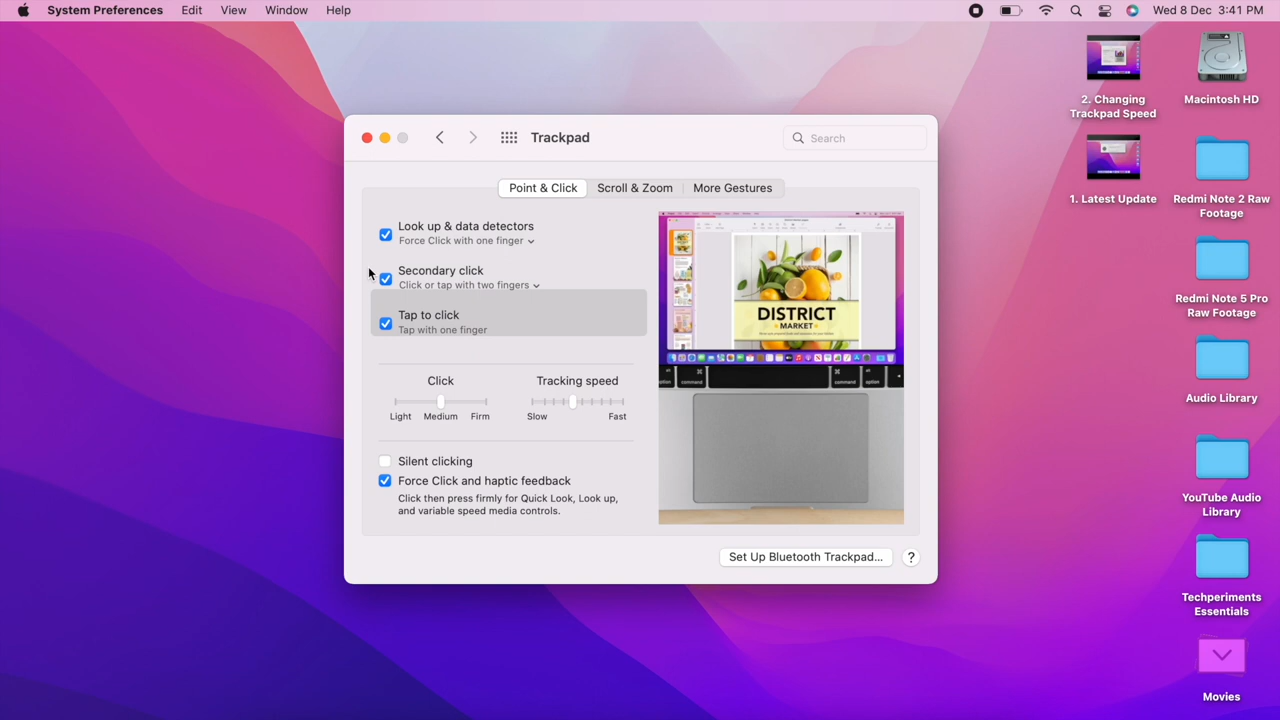 System Preferences Edit View Window Help Wed 8 Dec 3:41 PM
Trackpad
Search
Point & Click Scroll & Zoom More Gestures
Look up & data detectors
Force Click with one finger
Secondary click
Click or tap with two fingers
Tap to click
Tap with one finger
Click
Light Medium Firm
Tracking speed
Slow Fast
Silent clicking
Force Click and haptic feedback
Click then press firmly for Quick Look, Look up,
and variable speed media controls.
DISTRICT
MARKET
command
command
option
Set Up Bluetooth Trackpad...
?
2. Changing
Trackpad Speed
1. Latest Update
Macintosh HD
Redmi Note 2 Raw
Footage
Redmi Note 5 Pro
Raw Footage
Audio Library
YouTube Audio
Library
Techperiments
Essentials
Movies